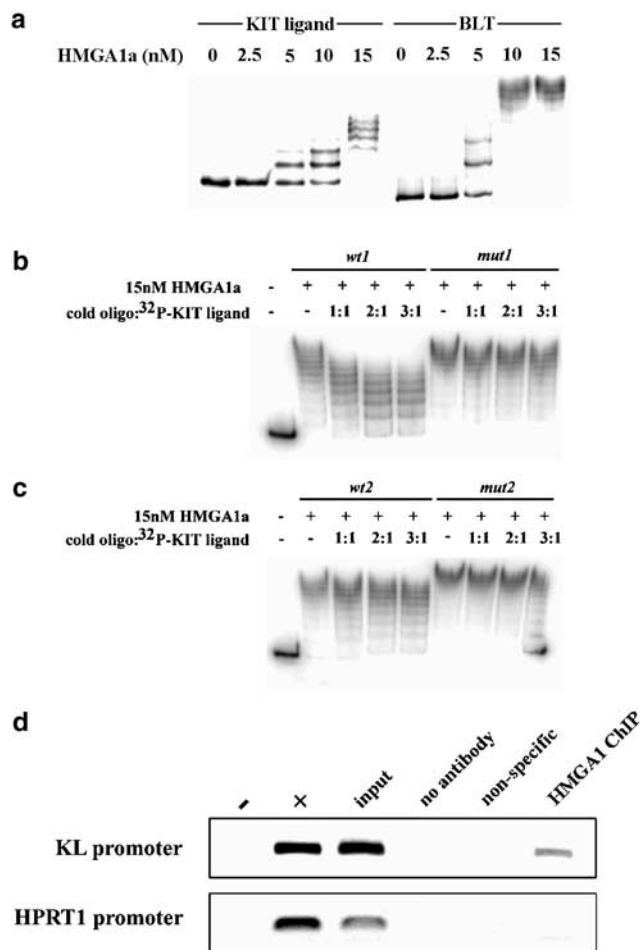 a
KIT ligand BLT
HMGA1a (nM) 0 2.5 5 10 15 0 2.5 5 10 15
b
wt1 mut1
15nM HMGA1a - + + + + + + + +
cold oligo:³²P-KIT ligand - - 1:1 2:1 3:1 - 1:1 2:1 3:1
c
wt2 mut2
15nM HMGA1a - + + + + + + + +
cold oligo:³²P-KIT ligand - - 1:1 2:1 3:1 - 1:1 2:1 3:1
d
- × input no antibody non-specific HMGA1 ChIP
KL promoter
HPRT1 promoter